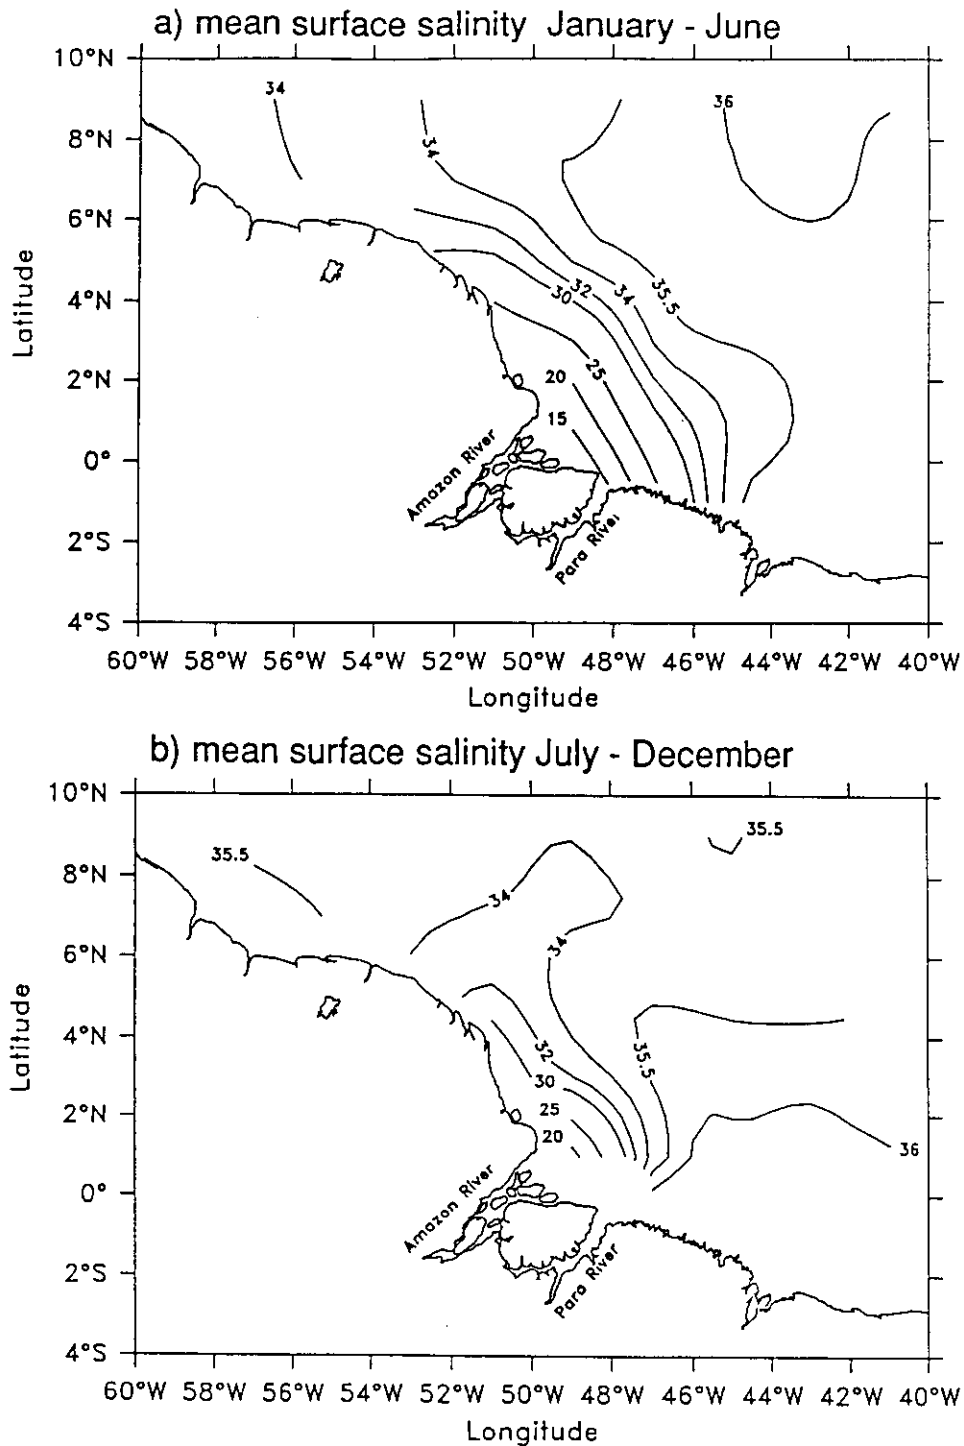 a) mean surface salinity January - June
10°N
8°N
6°N
4°N
2°N
0°
2°S
4°S
Latitude
34
34
36
35.5
34
32
30
25
20
15
Amazon River
Para River
60°W 58°W 56°W 54°W 52°W 50°W 48°W 46°W 44°W 42°W 40°W
Longitude
b) mean surface salinity July - December
10°N
8°N
6°N
4°N
2°N
0°
2°S
4°S
Latitude
35.5
35.5
34
34
35.5
32
30
25
20
36
Amazon River
Para River
60°W 58°W 56°W 54°W 52°W 50°W 48°W 46°W 44°W 42°W 40°W
Longitude